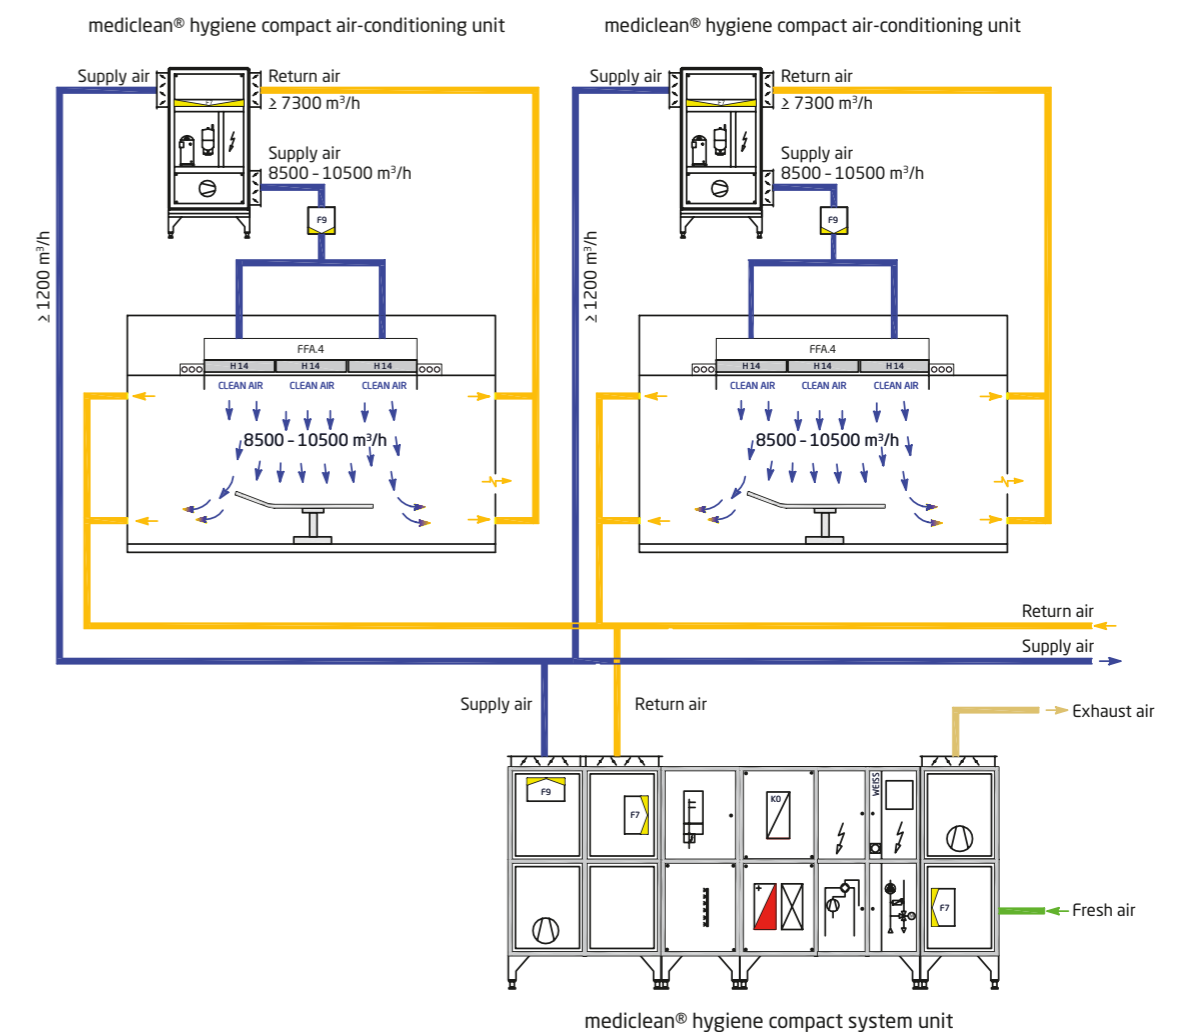 mediclean® hygiene compact air-conditioning unit
mediclean® hygiene compact air-conditioning unit
Supply air
Return air
≥ 7300 m³/h
F7
Supply air
8500 – 10500 m³/h
F9
≥ 1200 m³/h
FFA.4
H14 H14 H14
CLEAN AIR CLEAN AIR CLEAN AIR
8500 – 10500 m³/h
Supply air
Return air
≥ 7300 m³/h
F7
Supply air
8500 – 10500 m³/h
F9
≥ 1200 m³/h
FFA.4
H14 H14 H14
CLEAN AIR CLEAN AIR CLEAN AIR
8500 – 10500 m³/h
Return air
Supply air
Supply air
Return air
Exhaust air
F9
F7
KO
WEISS
+
F7
Fresh air
mediclean® hygiene compact system unit